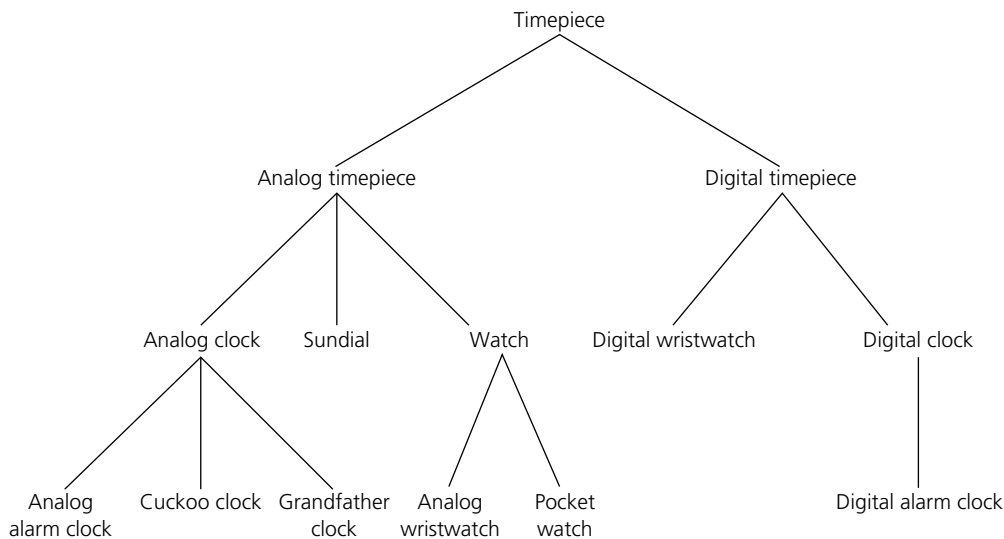 Timepiece
Analog timepiece
Digital timepiece
Analog clock
Sundial
Watch
Digital wristwatch
Digital clock
Analog
alarm clock
Cuckoo clock
Grandfather
clock
Analog
wristwatch
Pocket
watch
Digital alarm clock